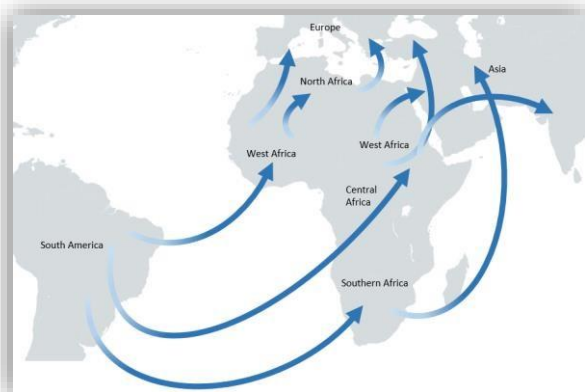 Europe
Asia
North Africa
West Africa
West Africa
Central
Africa
South America
Southern Africa